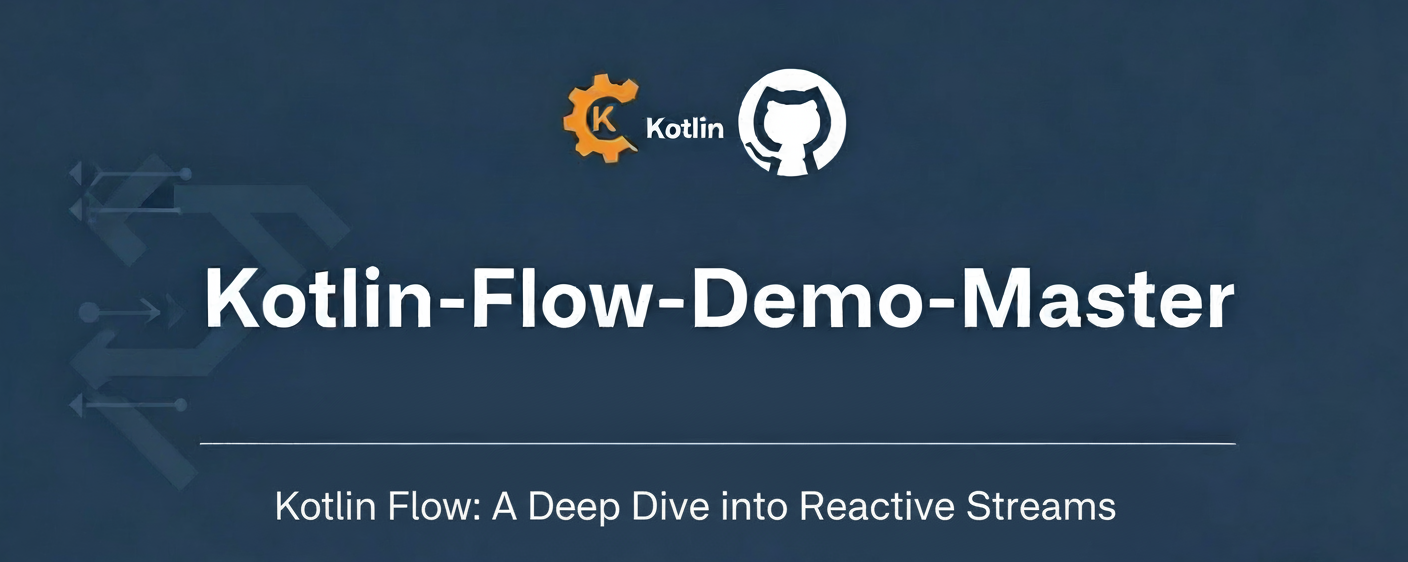 K Kotlin
Kotlin-Flow-Demo-Master
Kotlin Flow: A Deep Dive into Reactive Streams